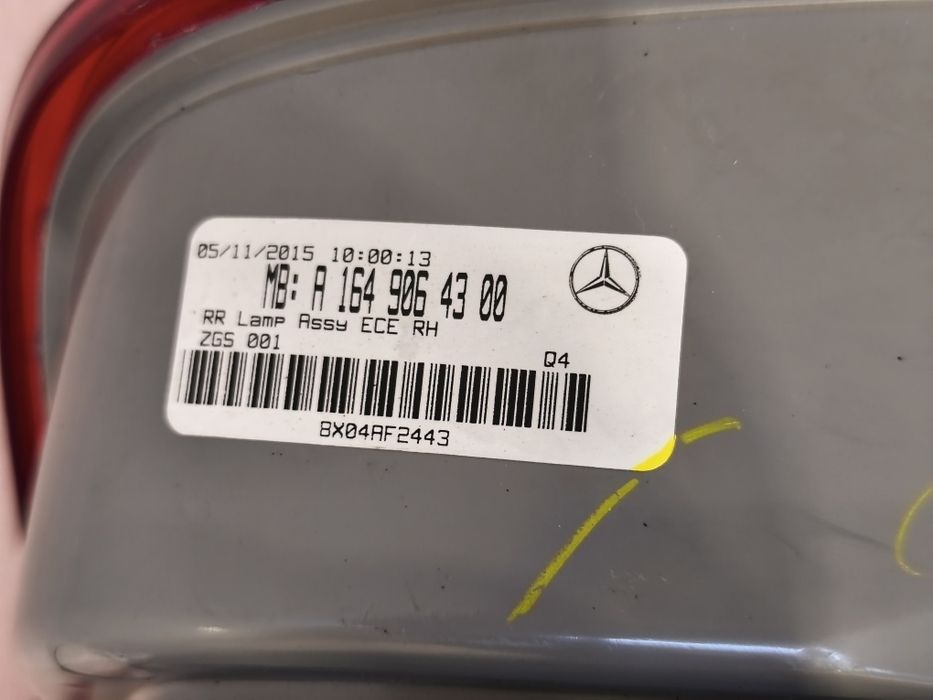 05/11/2015 10:00:13
MB: A 164 906 43 00
RR Lamp Assy ECE RH
ZGS 001
Q4
8X04AF2443